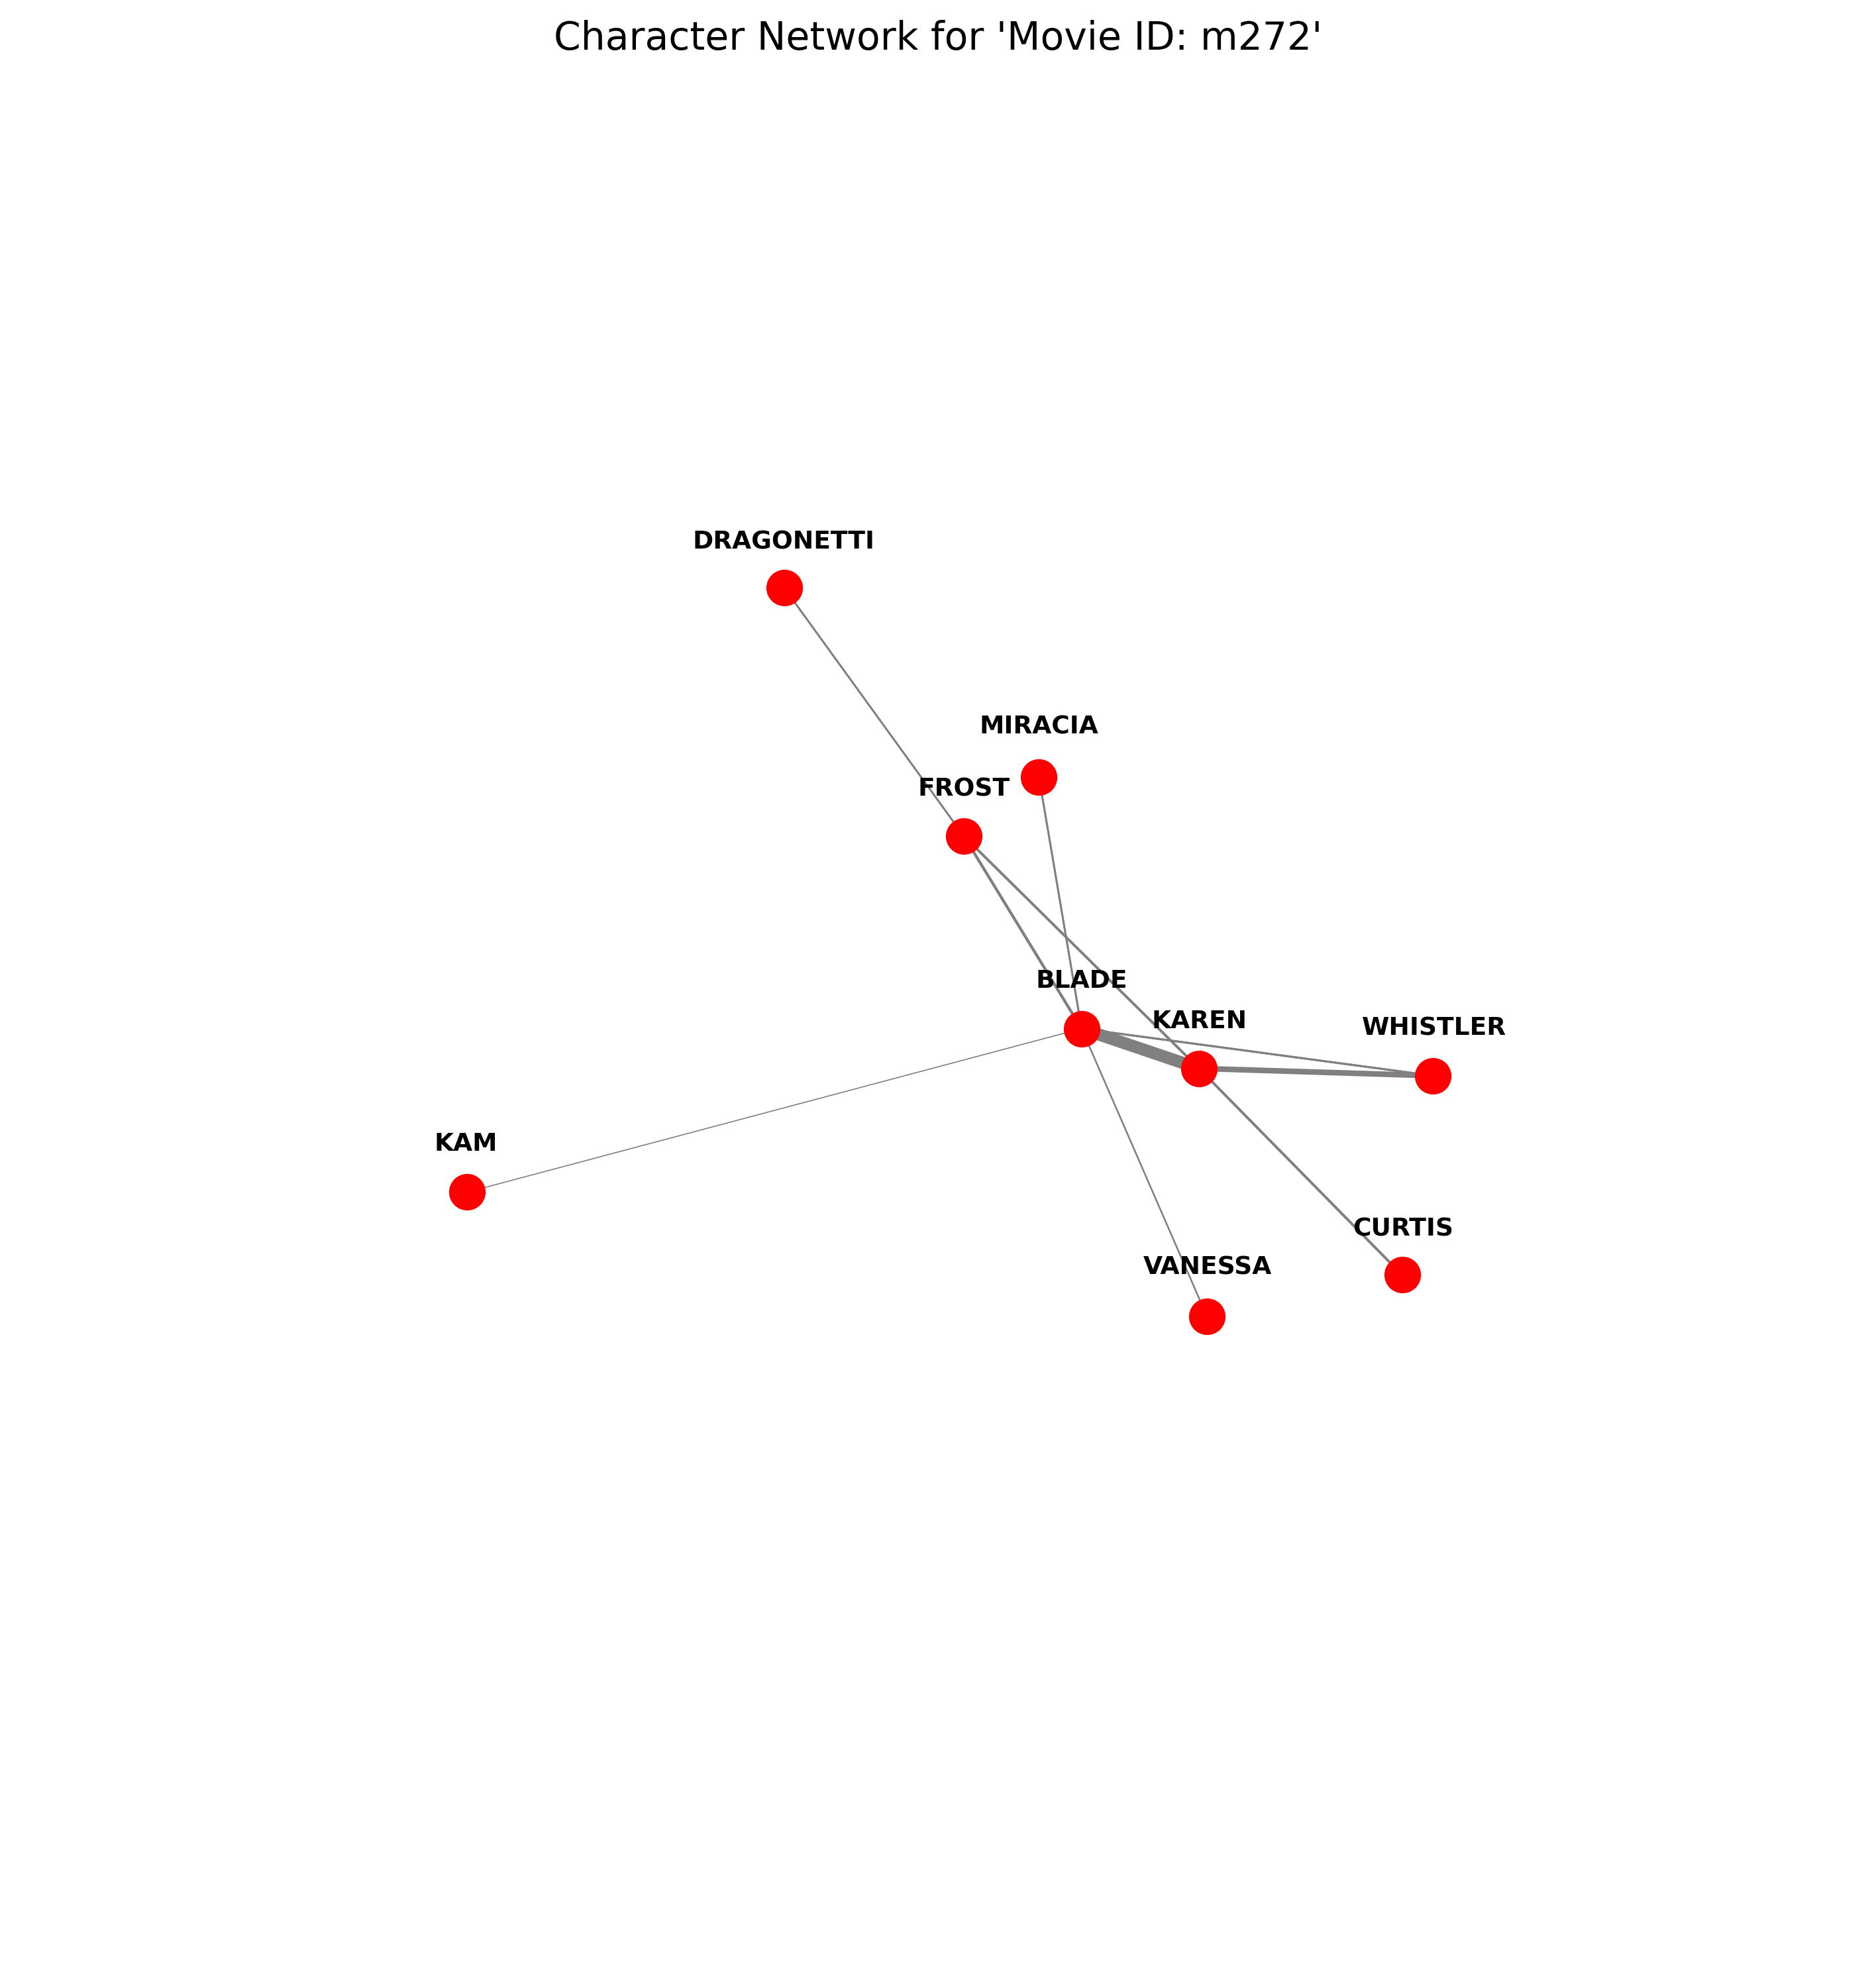 Character Network for 'Movie ID: m272'
DRAGONETTI
MIRACIA
FROST
BLADE
KAREN
WHISTLER
KAM
CURTIS
VANESSA